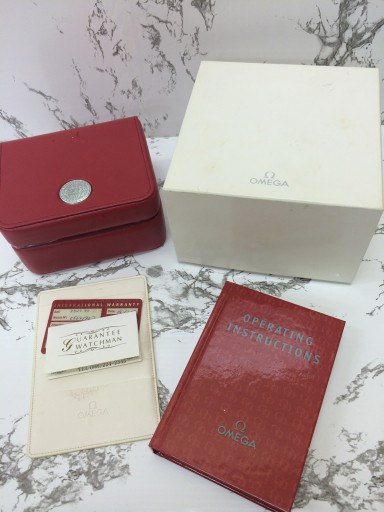 Ω
OMEGA
INTERNATIONAL WARRANTY
GUARANTEE
WATCHMAN
Ω
OMEGA
OPERATING
INSTRUCTIONS
Ω
OMEGA